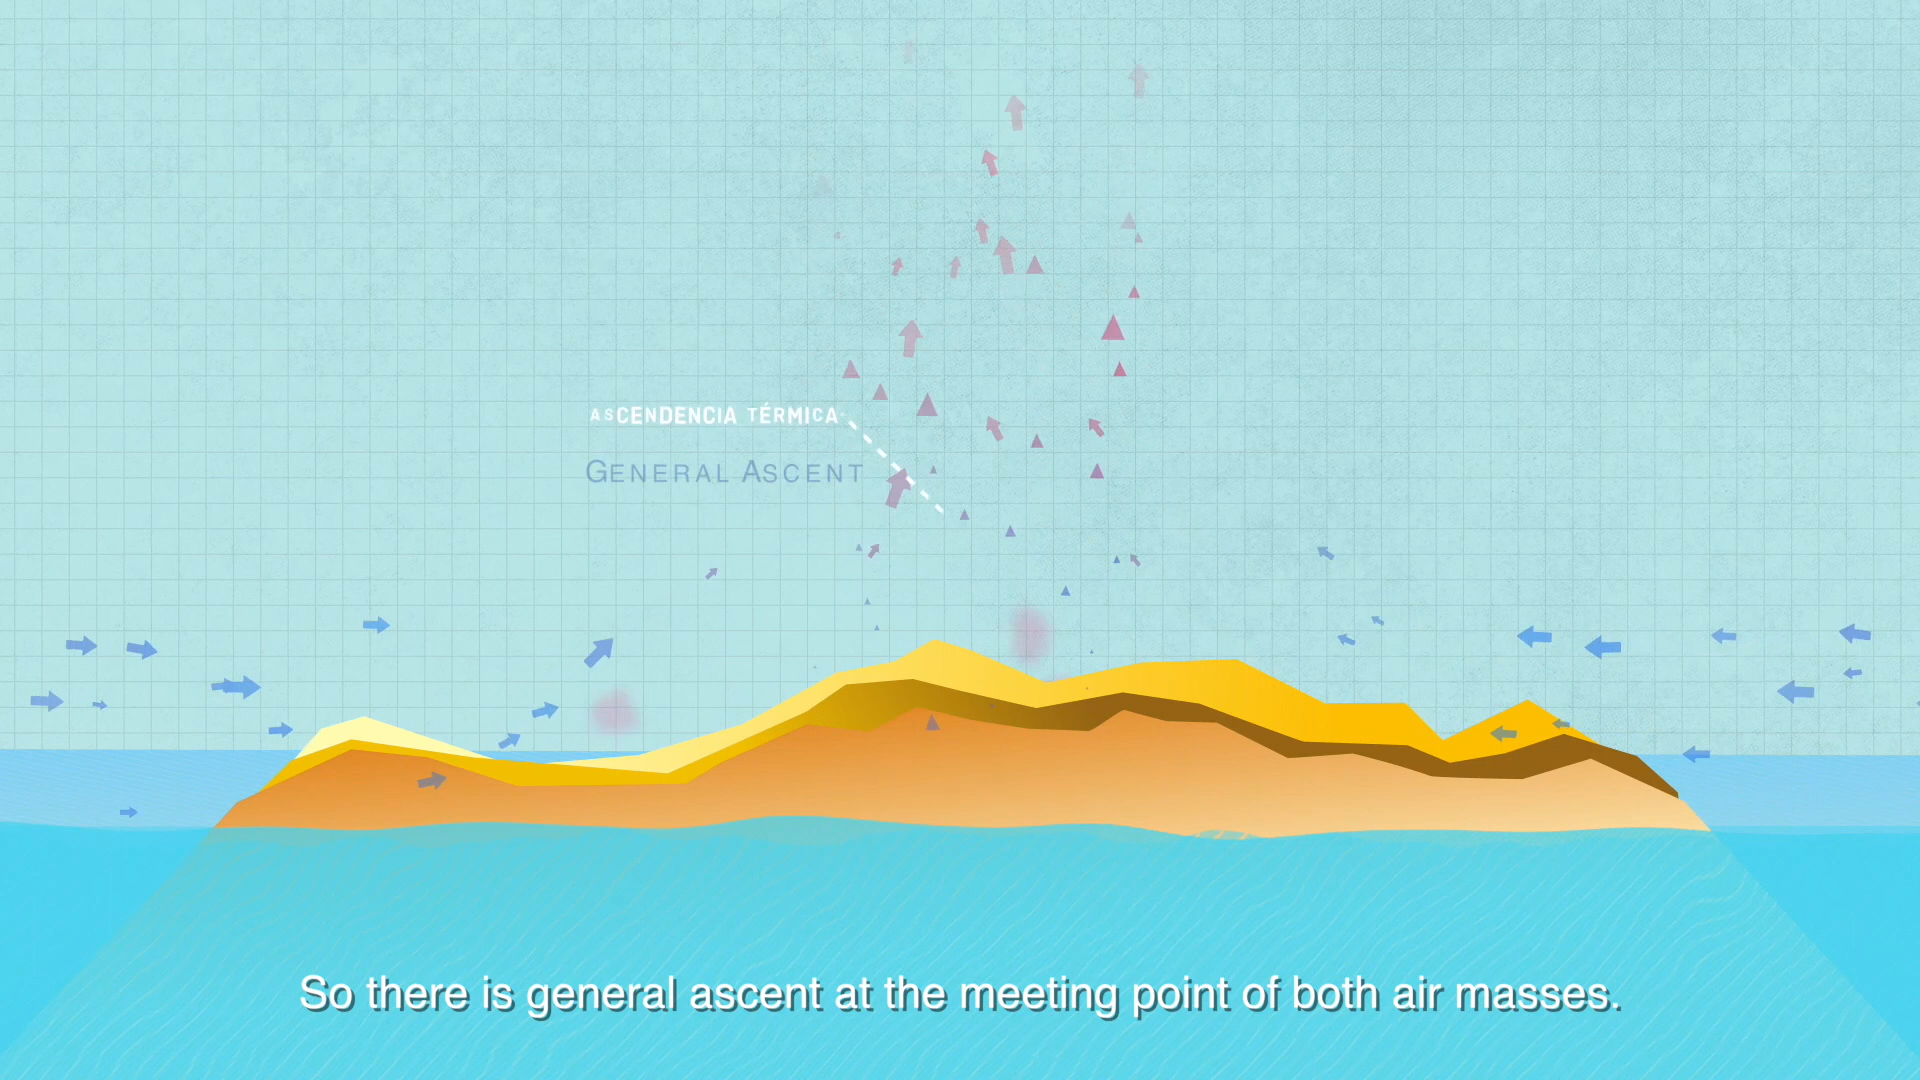 ASCENDENCIA TÉRMICA
GENERAL ASCENT
So there is general ascent at the meeting point of both air masses.